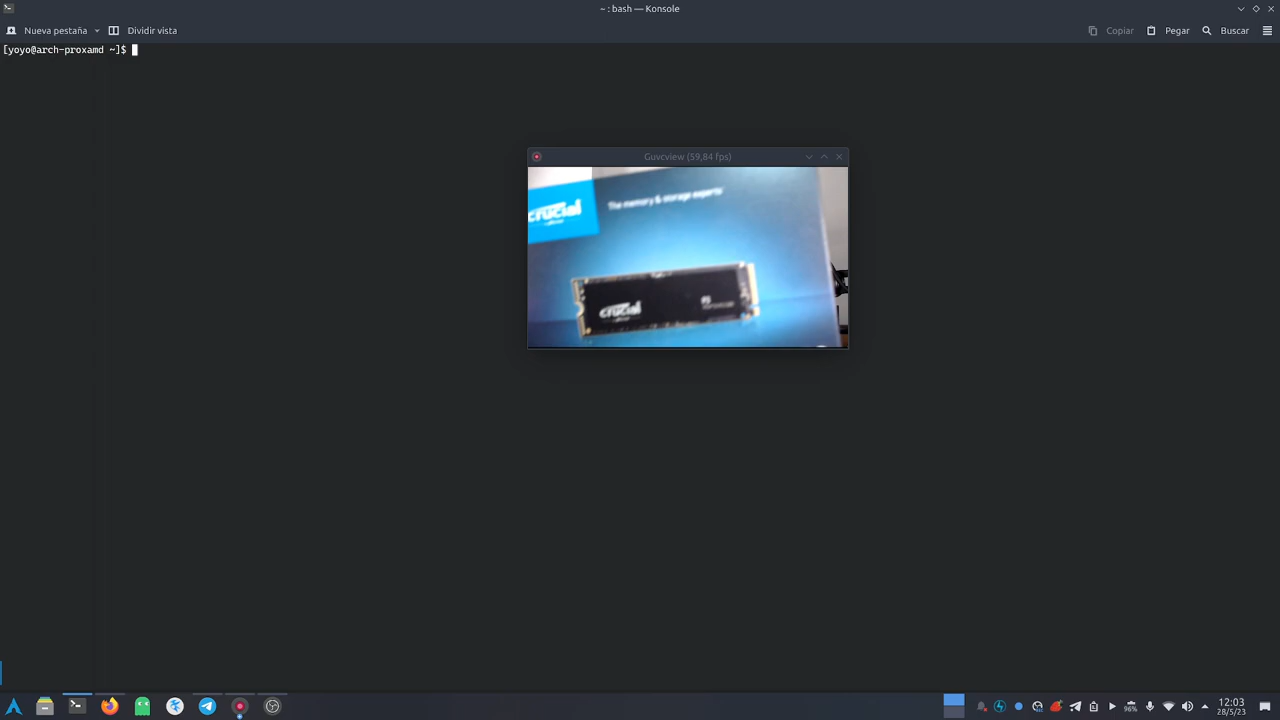 ~ : bash — Konsole
Nueva pestaña
Dividir vista
Copiar
Pegar
Buscar
[yoyo@arch-proxamd ~]$
Guvcview (59,84 fps)
crucial
The memory & storage experts
crucial
96%
12:03
28/5/23